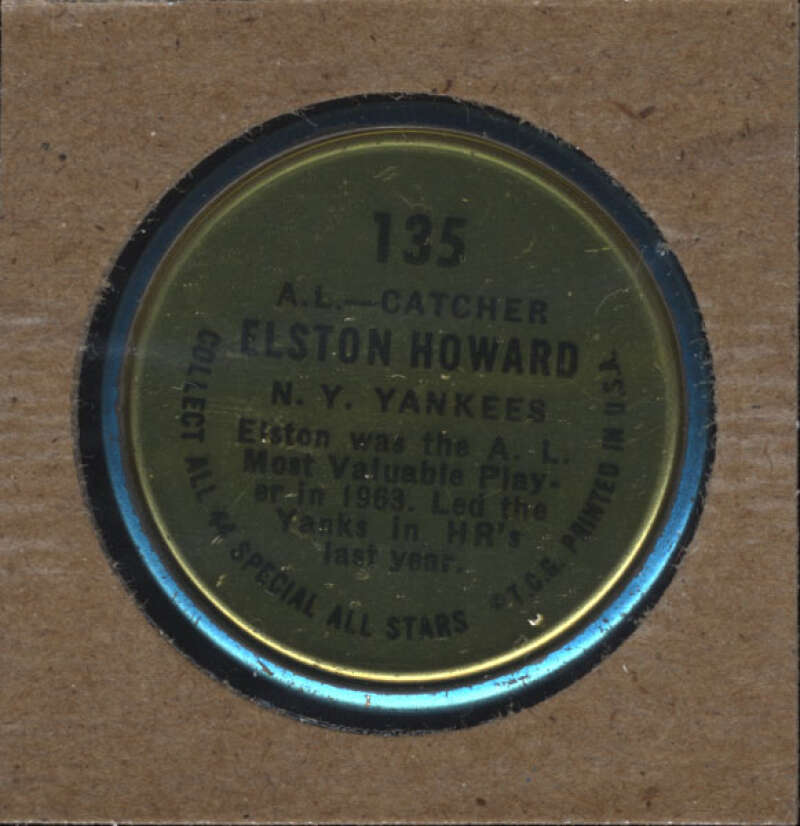 135
A.L.—CATCHER
ELSTON HOWARD
N. Y. YANKEES
Elston was the A. L.
Most Valuable Play-
er in 1963. Led the
Yanks in HR's
last year.
COLLECT ALL 44 SPECIAL ALL STARS
©T.C.G. PRINTED IN U.S.A.